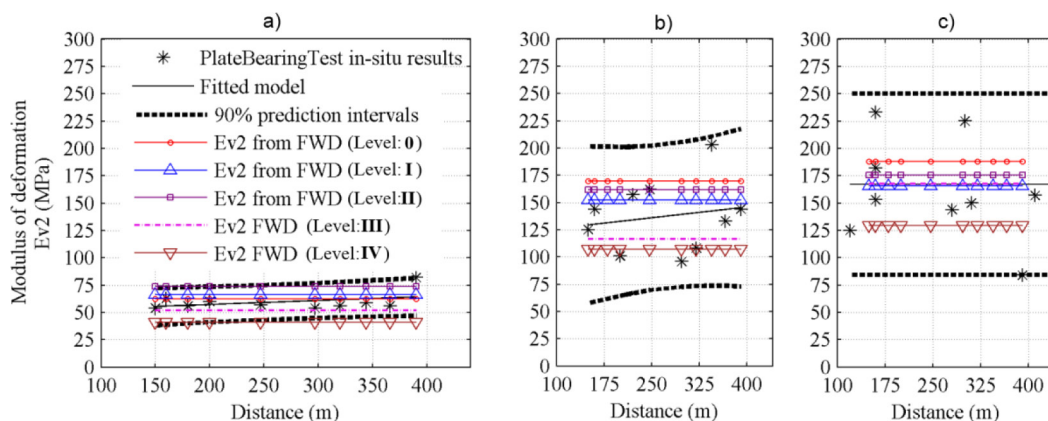 a)
b)
c)
Modulus of deformation
Ev2 (MPa)
300
275
250
225
200
175
150
125
100
75
50
25
0
PlateBearingTest in-situ results
Fitted model
90% prediction intervals
Ev2 from FWD (Level:0)
Ev2 from FWD (Level:I)
Ev2 from FWD (Level:II)
Ev2 FWD (Level:III)
Ev2 FWD (Level:IV)
100 150 200 250 300 350 400
Distance (m)
300
275
250
225
200
175
150
125
100
75
50
25
0
100 175 250 325 400
Distance (m)
300
275
250
225
200
175
150
125
100
75
50
25
0
100 175 250 325 400
Distance (m)